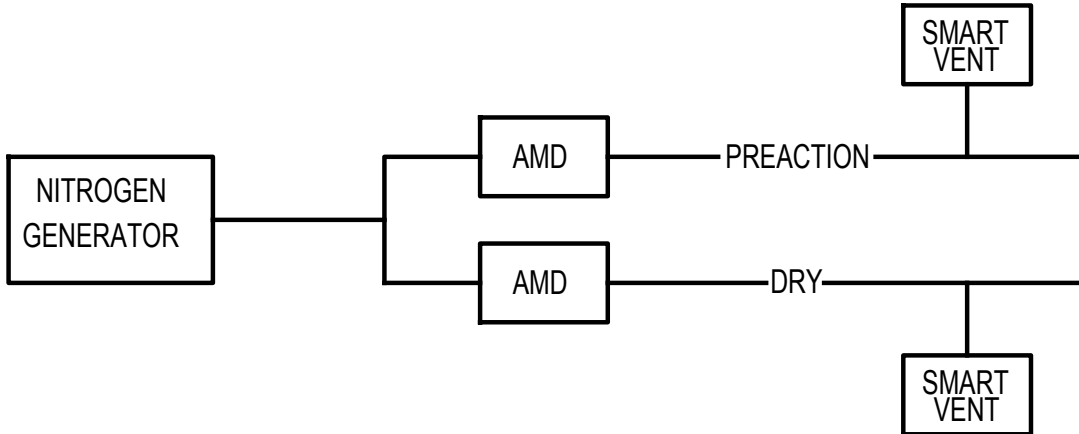 SMART
VENT
AMD
PREACTION
NITROGEN
GENERATOR
AMD
DRY
SMART
VENT